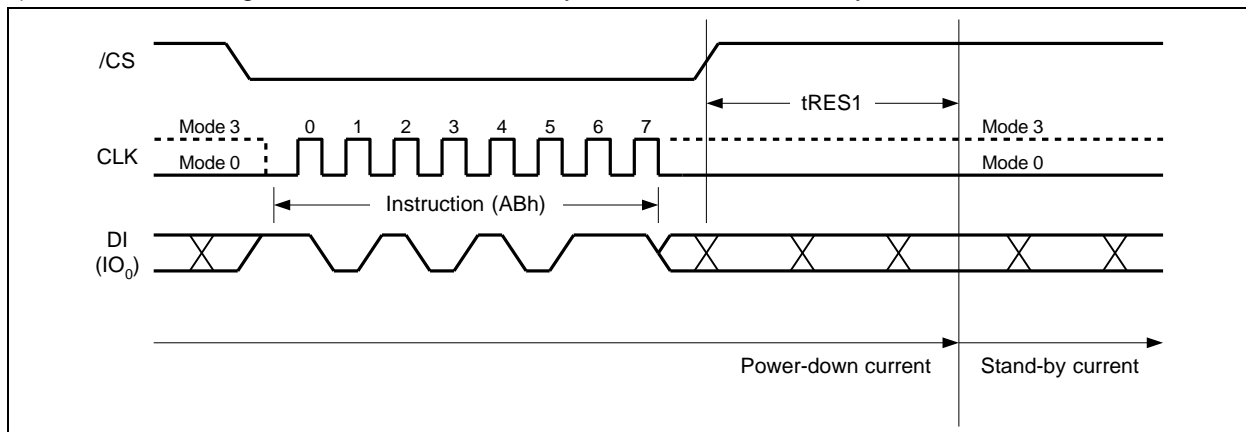 /CS
tRES1
Mode 3 0 1 2 3 4 5 6 7 Mode 3
CLK
Mode 0 Mode 0
Instruction (ABh)
DI
(IO0)
Power-down current Stand-by current